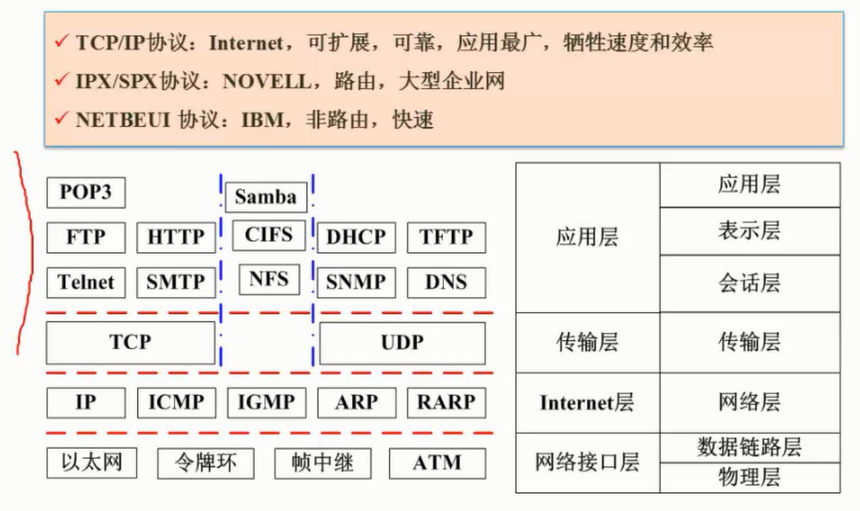 TCP/IP协议：Internet，可扩展，可靠，应用最广，牺牲速度和效率
IPX/SPX协议：NOVELL，路由，大型企业网
NETBEUI 协议：IBM，非路由，快速
POP3 Samba
FTP HTTP CIFS DHCP TFTP
Telnet SMTP NFS SNMP DNS
TCP UDP
IP ICMP IGMP ARP RARP
以太网 令牌环 帧中继 ATM
应用层 应用层
表示层
会话层
传输层 传输层
Internet层 网络层
网络接口层 数据链路层
物理层